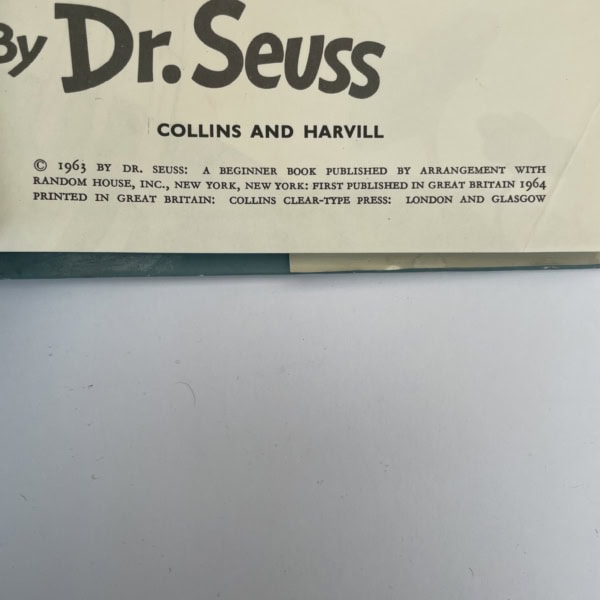 By Dr. Seuss
COLLINS AND HARVILL
© 1963 BY DR. SEUSS: A BEGINNER BOOK PUBLISHED BY ARRANGEMENT WITH
RANDOM HOUSE, INC., NEW YORK, NEW YORK: FIRST PUBLISHED IN GREAT BRITAIN 1964
PRINTED IN GREAT BRITAIN: COLLINS CLEAR-TYPE PRESS: LONDON AND GLASGOW